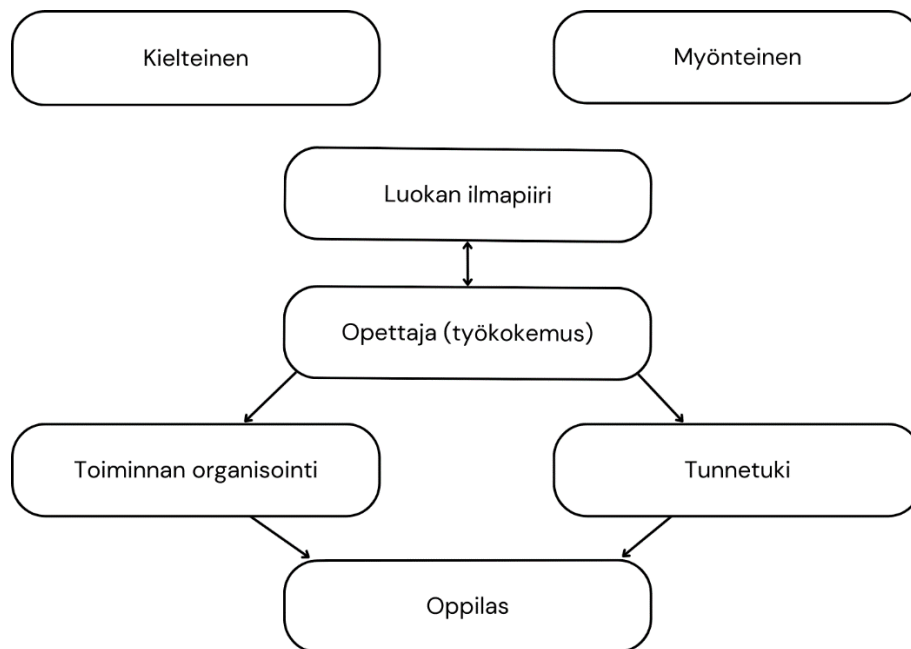 Kielteinen
Myönteinen
Luokan ilmapiiri
Opettaja (työkokemus)
Toiminnan organisointi
Tunnetuki
Oppilas